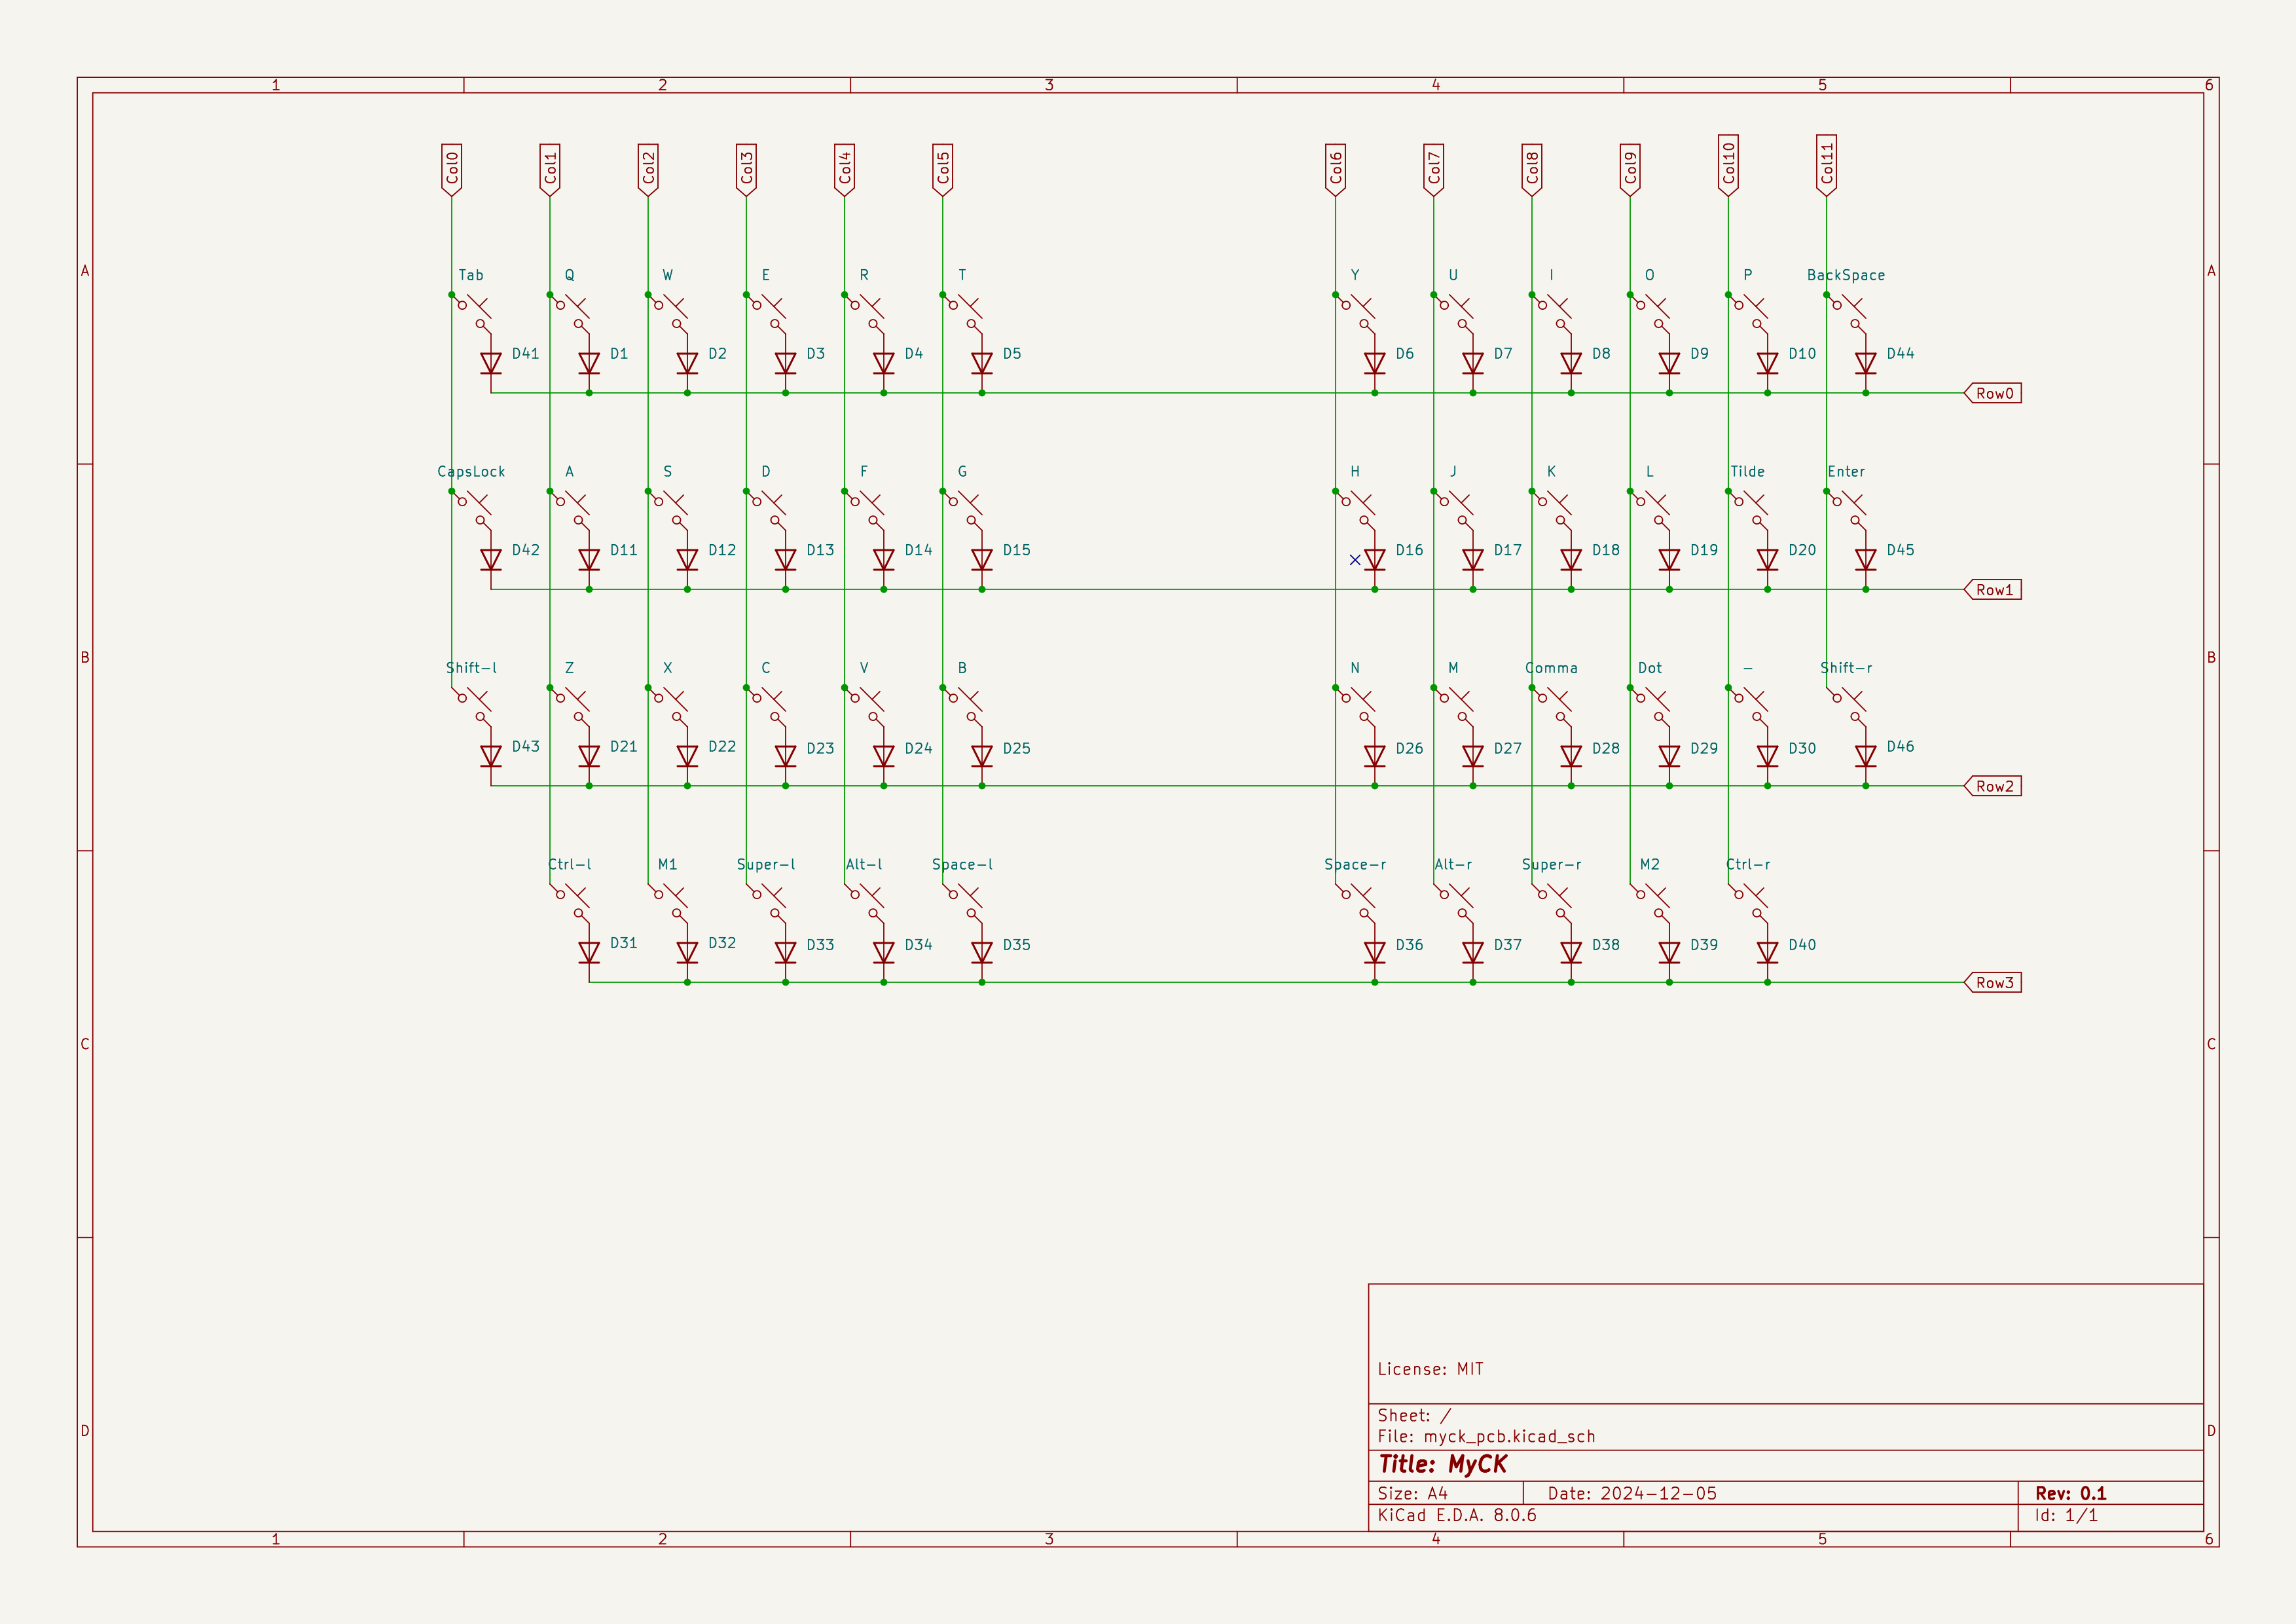 1 2 3 4 5 6
Col0 Col1 Col2 Col3 Col4 Col5 Col6 Col7 Col8 Col9 Col10 Col11
A A
Tab Q W E R T Y U I O P BackSpace
D41 D1 D2 D3 D4 D5 D6 D7 D8 D9 D10 D44
Row0
CapsLock A S D F G H J K L Tilde Enter
D42 D11 D12 D13 D14 D15 D16 D17 D18 D19 D20 D45
Row1
B B
Shift-l Z X C V B N M Comma Dot - Shift-r
D43 D21 D22 D23 D24 D25 D26 D27 D28 D29 D30 D46
Row2
Ctrl-l M1 Super-l Alt-l Space-l Space-r Alt-r Super-r M2 Ctrl-r
D31 D32 D33 D34 D35 D36 D37 D38 D39 D40
Row3
C C
License: MIT
Sheet: /
File: myck_pcb.kicad_sch
D D
Title: MyCK
Size: A4 Date: 2024-12-05 Rev: 0.1
KiCad E.D.A. 8.0.6 Id: 1/1
1 2 3 4 5 6